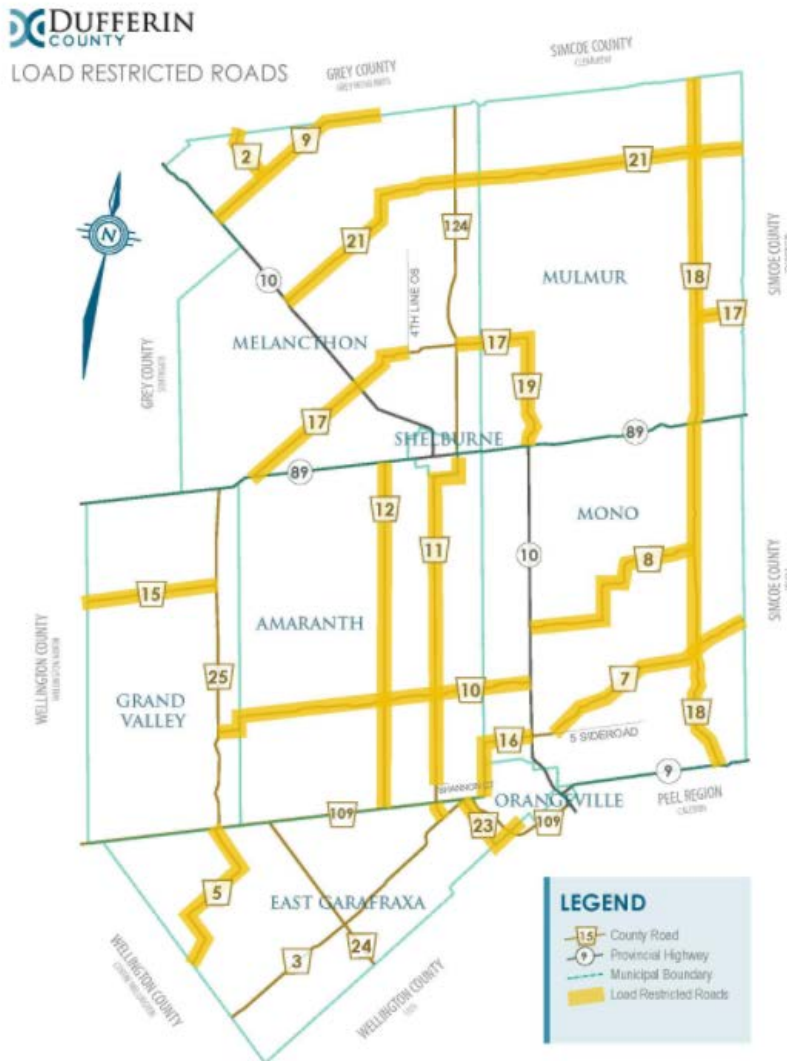 DUFFERIN
COUNTY
LOAD RESTRICTED ROADS
GREY COUNTY
SIMCOE COUNTY
2
9
21
124
21
N
10
MULMUR
18
SIMCOE COUNTY
4TH LINE OS
17
MELANCTHON
17
GREY COUNTY
19
17
SHELBURNE
89
89
12
MONO
11
10
8
SIMCOE COUNTY
15
AMARANTH
WELLINGTON COUNTY
25
7
10
GRAND
VALLEY
18
16
5 SIDEROAD
9
ORANGEVILLE
PEEL REGION
109
109
23
5
EAST GARAFRAXA
24
3
WELLINGTON COUNTY
WELLINGTON COUNTY
LEGEND
15 County Road
9 Provincial Highway
Municipal Boundary
Load Restricted Roads